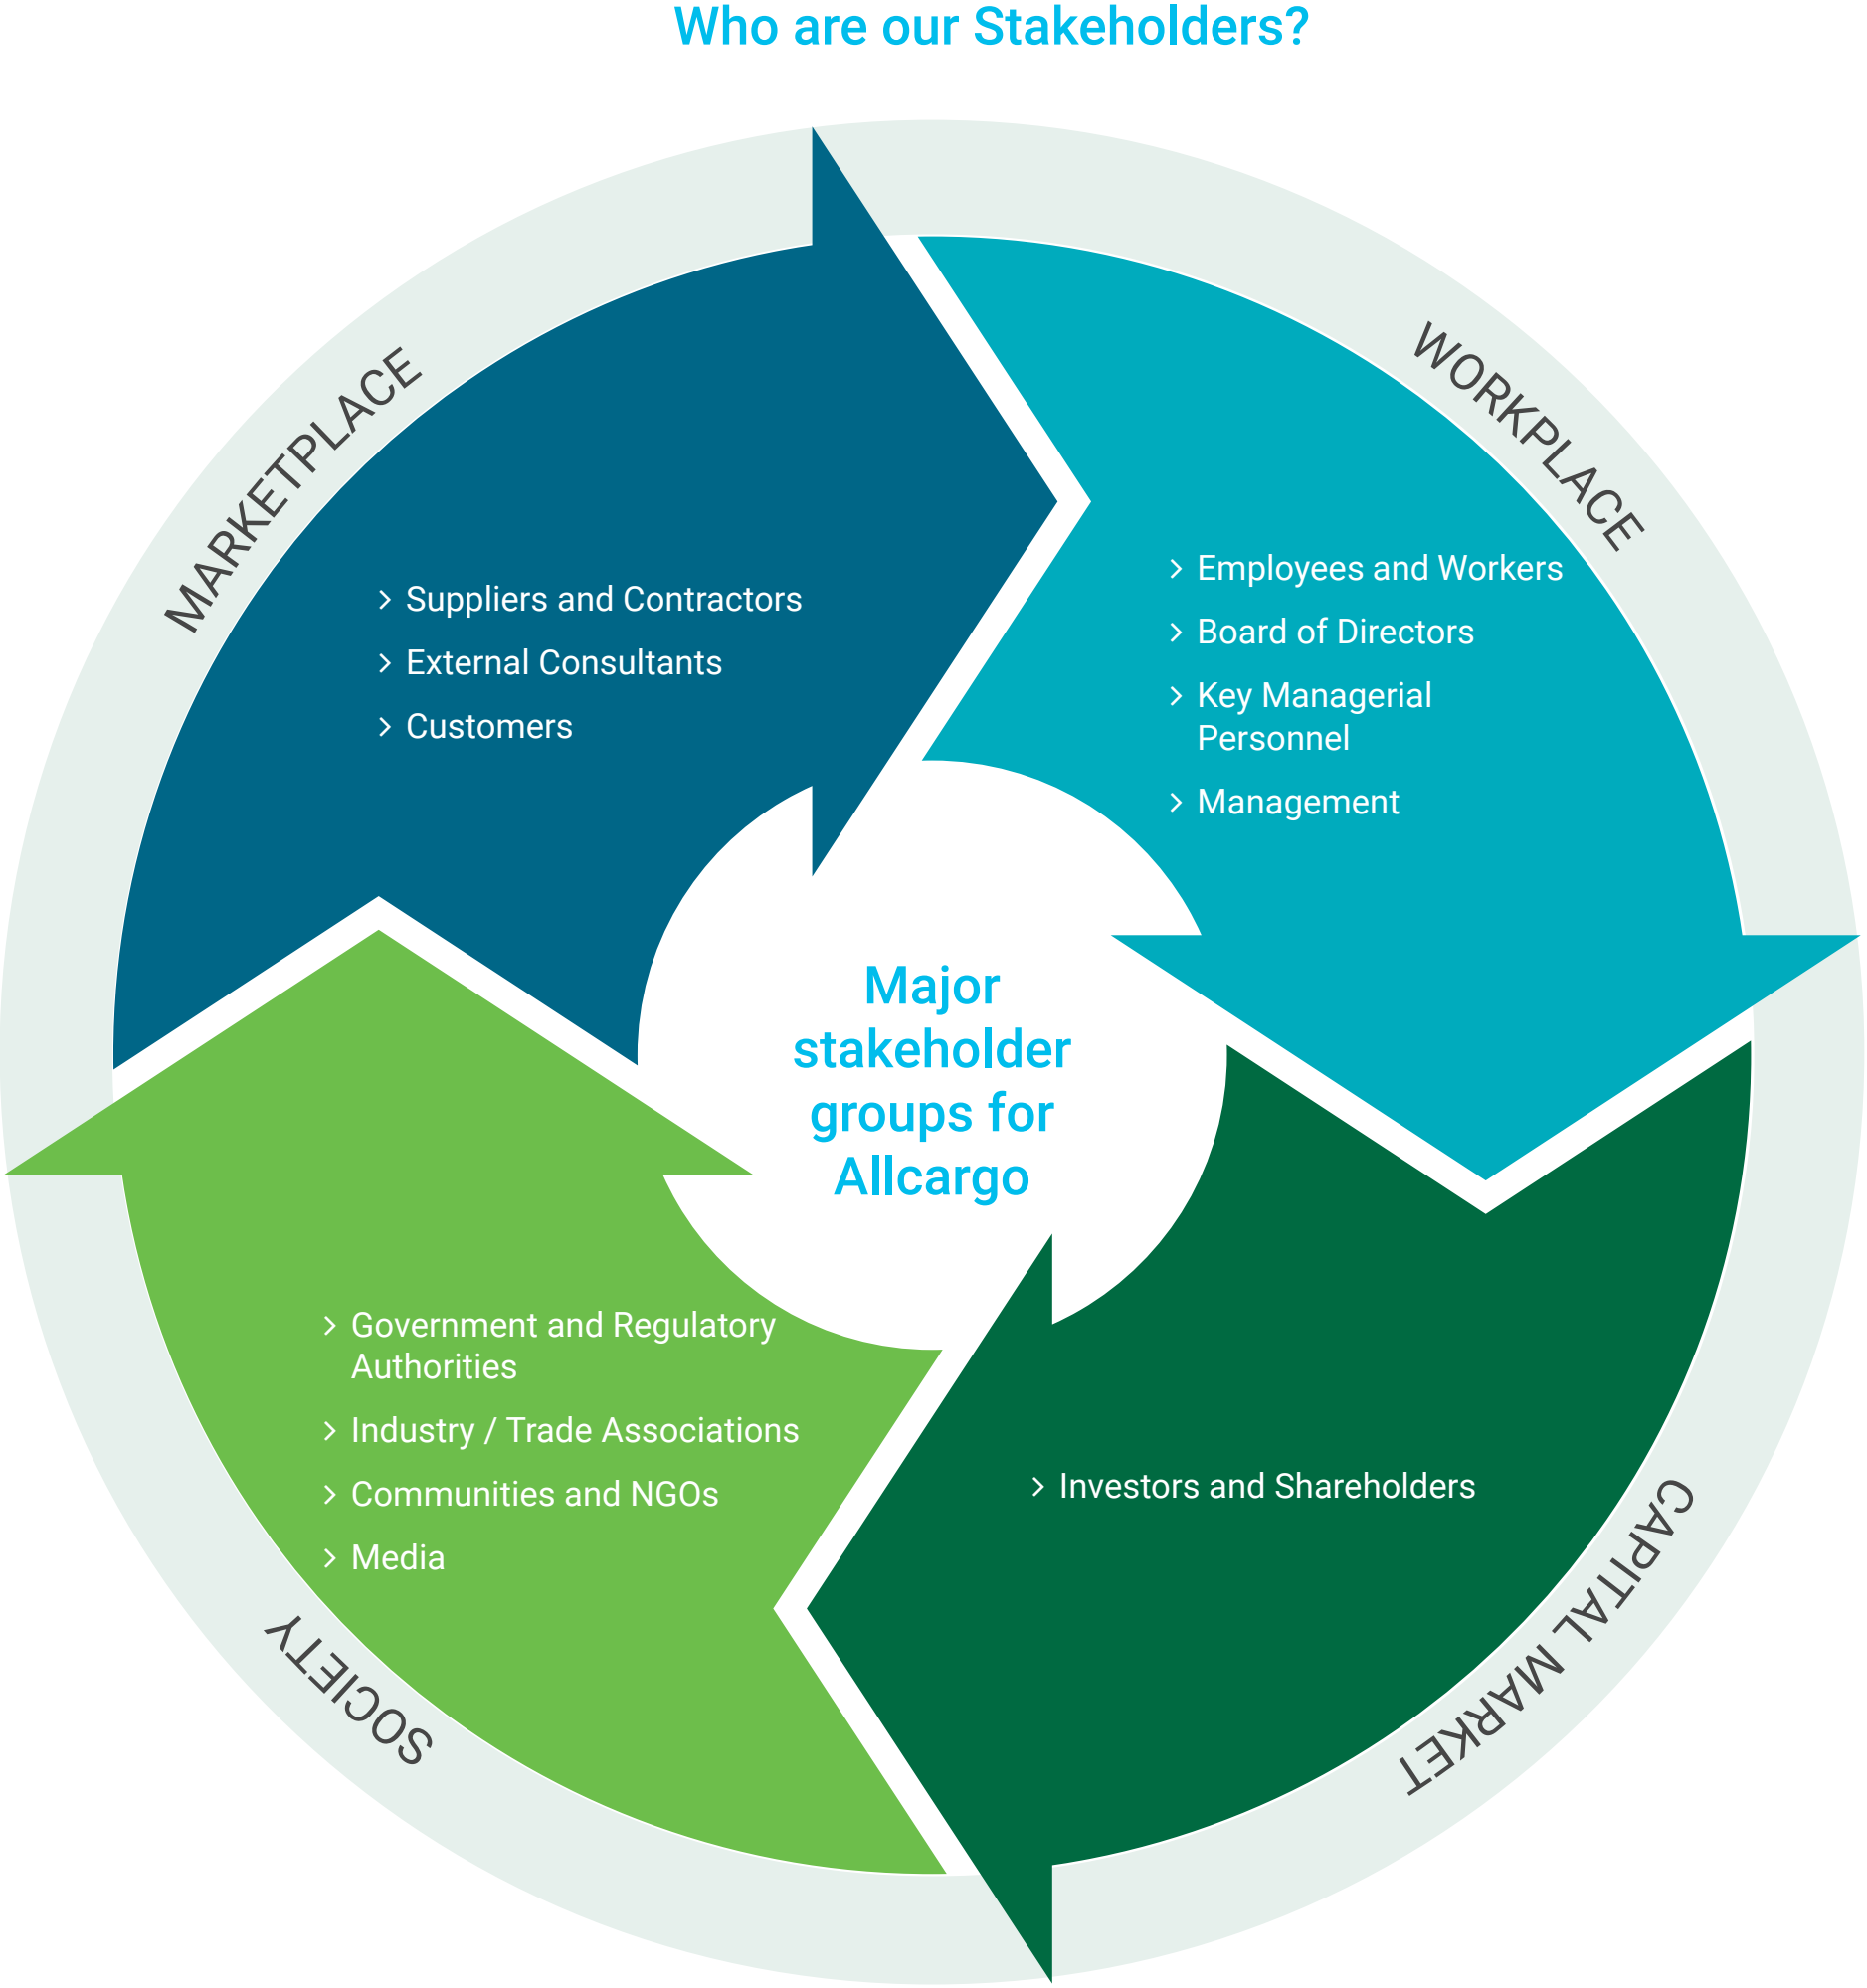 Who are our Stakeholders?
MARKETPLACE
Suppliers and Contractors
External Consultants
Customers
WORKPLACE
Employees and Workers
Board of Directors
Key Managerial
Personnel
Management
Major
stakeholder
groups for
Allcargo
Government and Regulatory
Authorities
Industry / Trade Associations
Communities and NGOs
Media
SOCIETY
Investors and Shareholders
CAPITAL MARKET